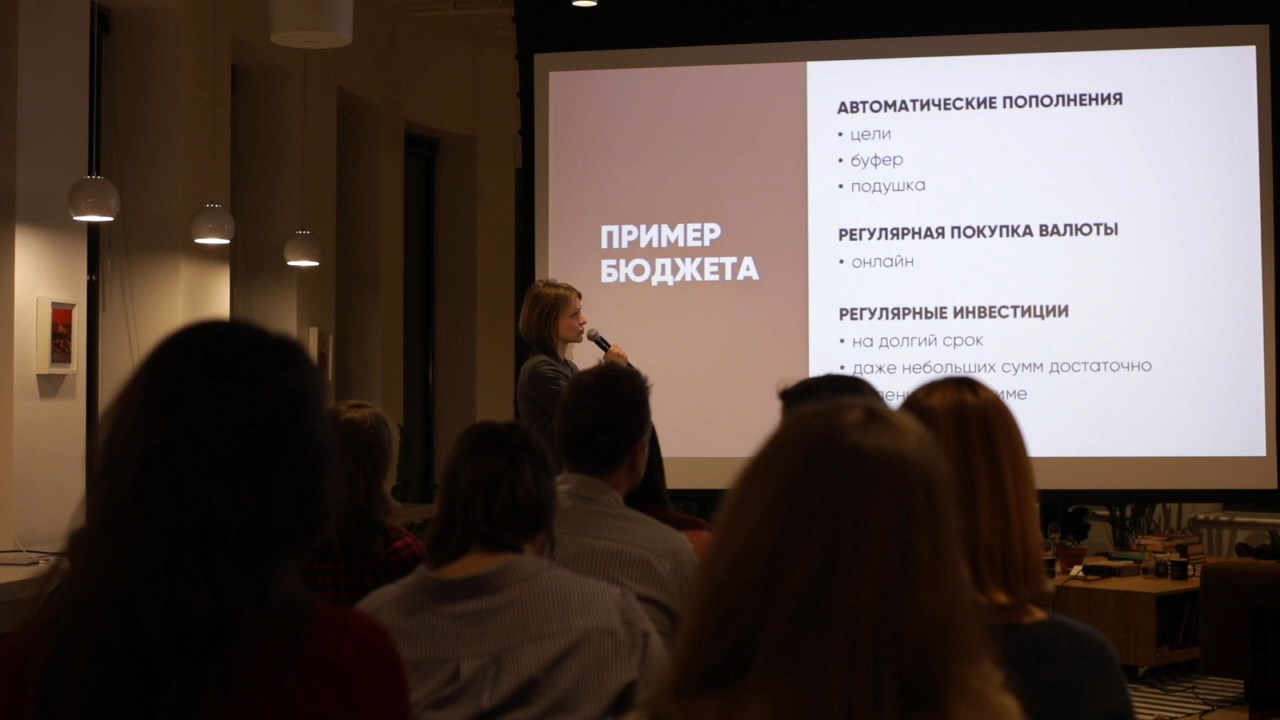 ПРИМЕР
БЮДЖЕТА
АВТОМАТИЧЕСКИЕ ПОПОЛНЕНИЯ
• цели
• буфер
• подушка
РЕГУЛЯРНАЯ ПОКУПКА ВАЛЮТЫ
• онлайн
РЕГУЛЯРНЫЕ ИНВЕСТИЦИИ
• на долгий срок
• даже небольших сумм достаточно